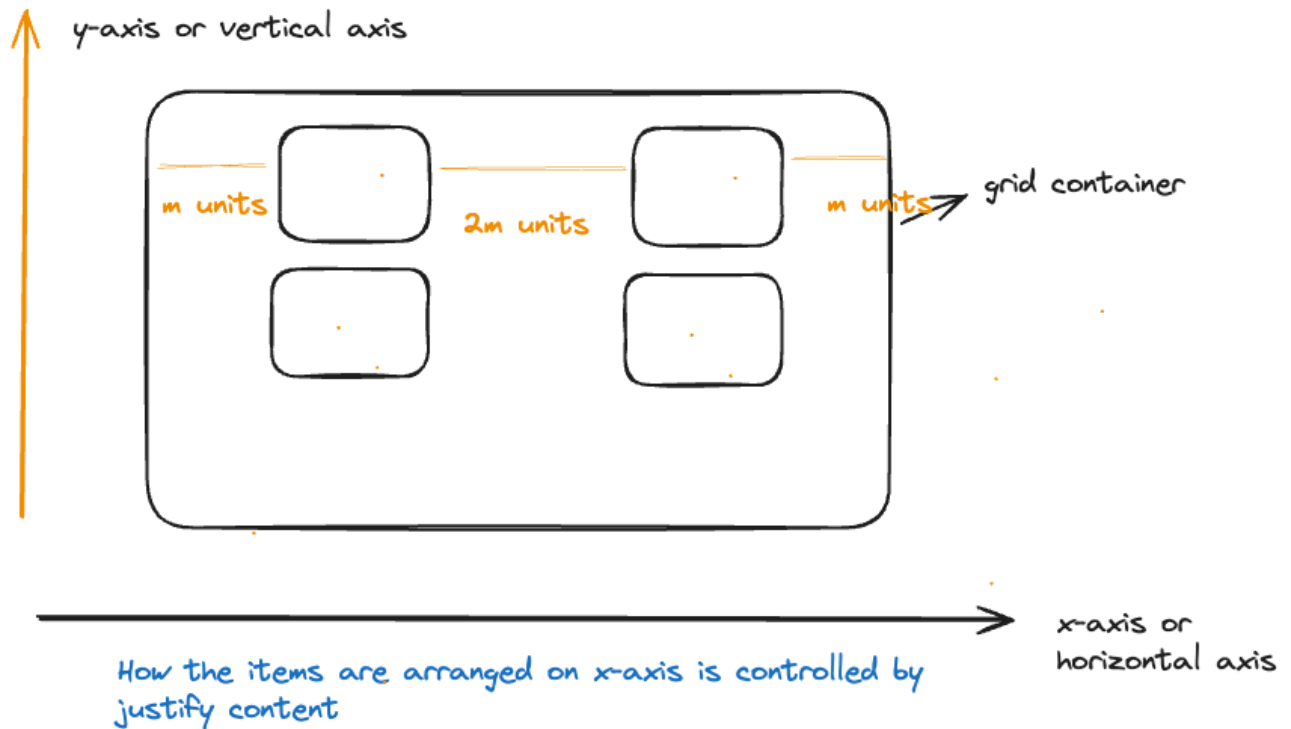 y-axis or vertical axis
grid container
m units
2m units
m units
x-axis or
horizontal axis
How the items are arranged on x-axis is controlled by
justify content